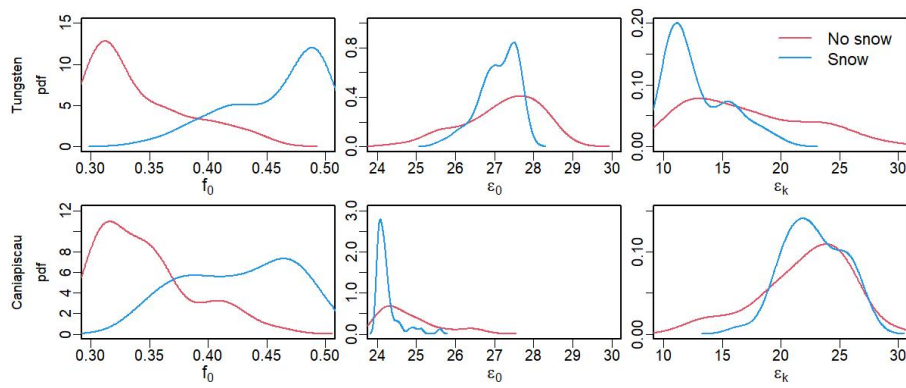 Tungsten
pdf
0 5 10 15
0.30 0.35 0.40 0.45 0.50
f0
0.0 0.4 0.8
24 25 26 27 28 29 30
ε0
0.00 0.10 0.20
10 15 20 25 30
εk
No snow
Snow
Caniapiscau
pdf
0 2 4 6 8 10 12
0.30 0.35 0.40 0.45 0.50
f0
0.0 1.0 2.0 3.0
24 25 26 27 28 29 30
ε0
0.00 0.10
10 15 20 25 30
εk